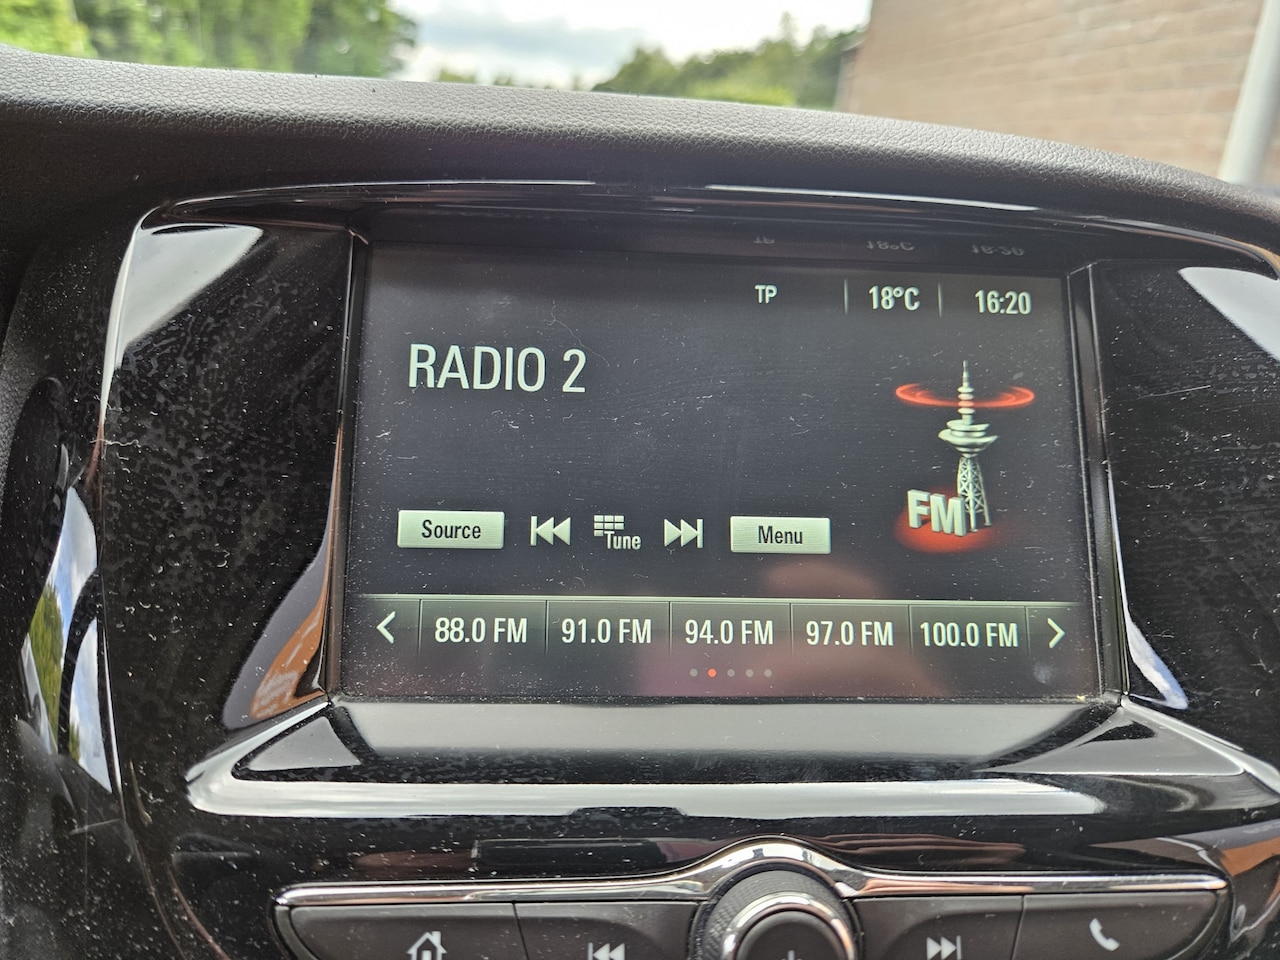 TP 18°C 16:20
RADIO 2
FM
Source Tune Menu
88.0 FM 91.0 FM 94.0 FM 97.0 FM 100.0 FM